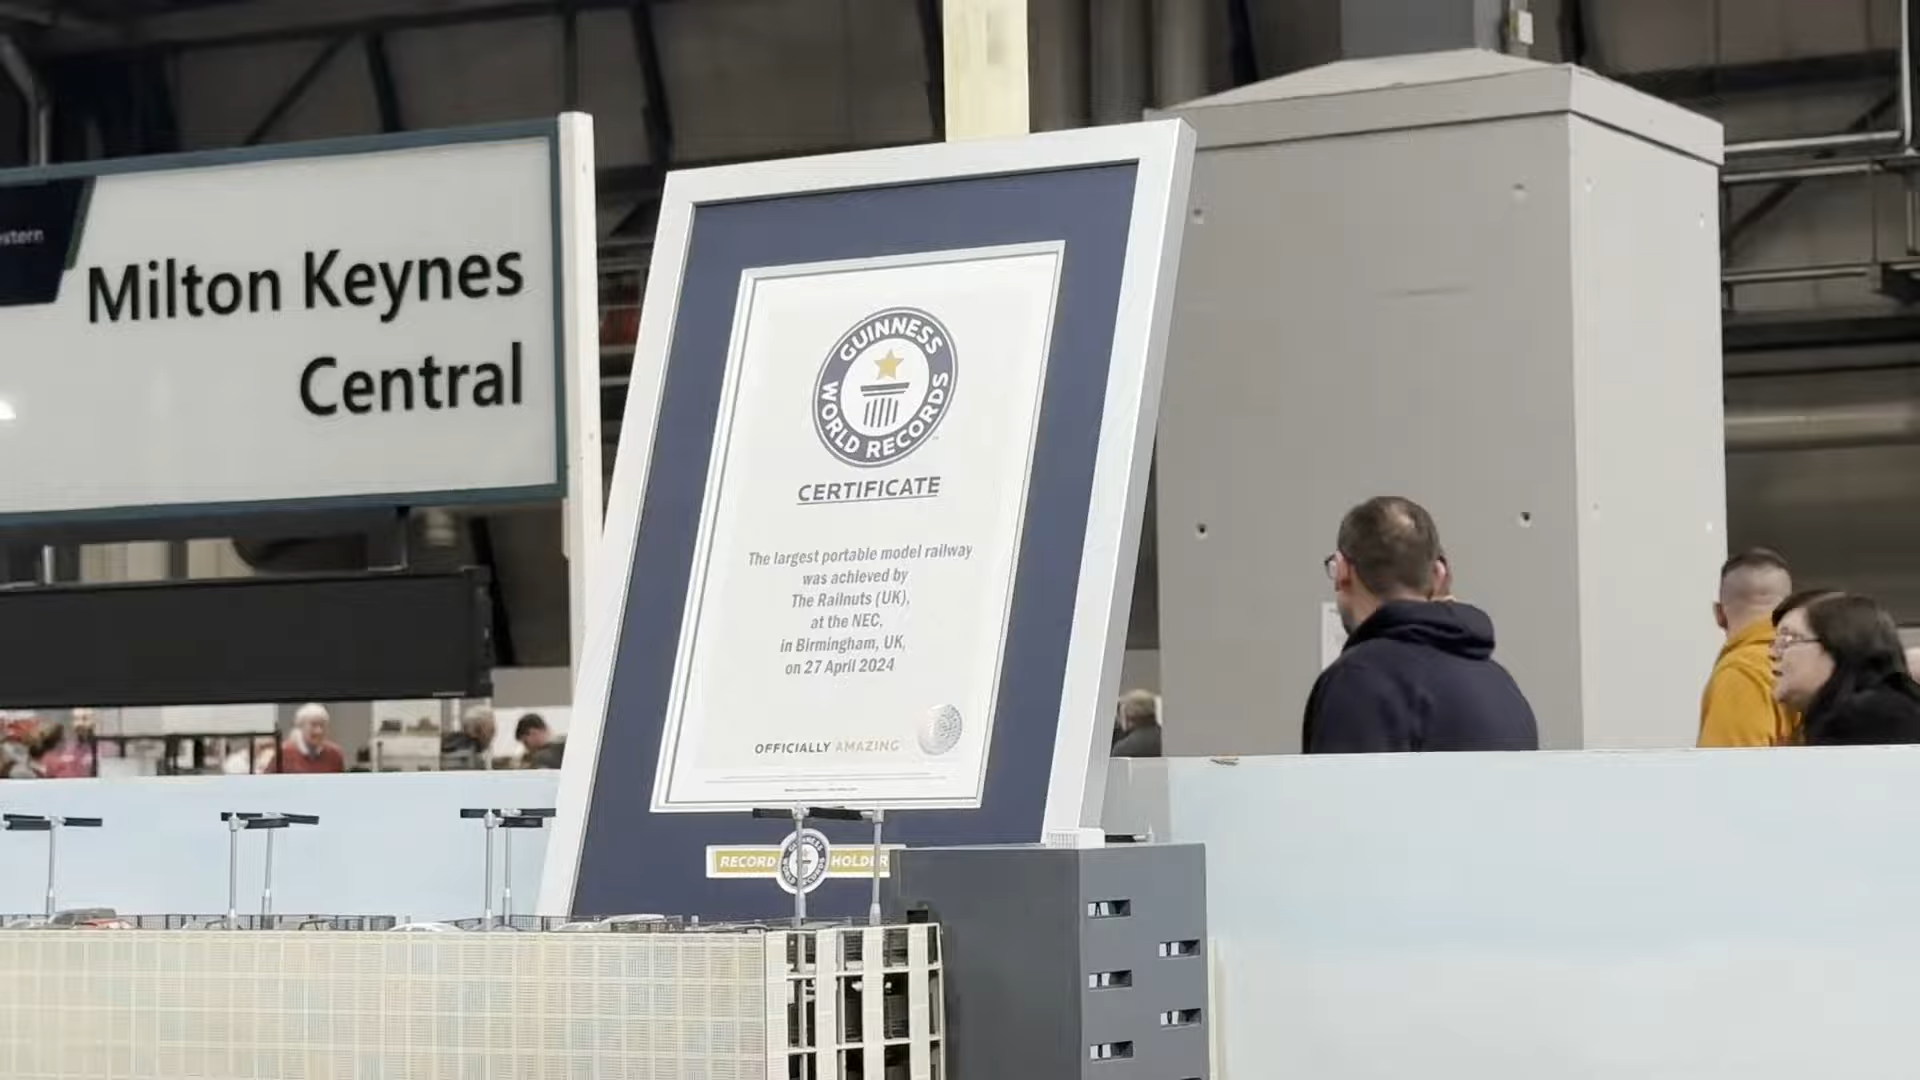 Milton Keynes
Central
GUINNESS
WORLD RECORDS
CERTIFICATE
The largest portable model railway
was achieved by
The Railnuts (UK),
at the NEC,
in Birmingham, UK,
on 27 April 2024
OFFICIALLY AMAZING
RECORD HOLDER